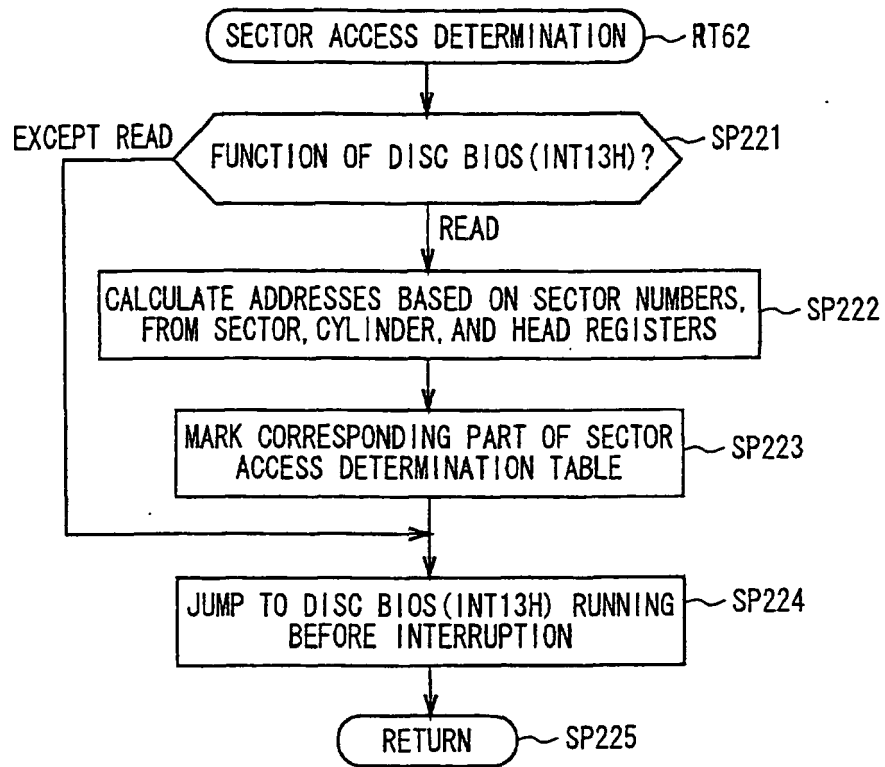 SECTOR ACCESS DETERMINATION
RT62
EXCEPT READ
FUNCTION OF DISC BIOS(INT13H)?
SP221
READ
CALCULATE ADDRESSES BASED ON SECTOR NUMBERS,
FROM SECTOR, CYLINDER, AND HEAD REGISTERS
SP222
MARK CORRESPONDING PART OF SECTOR
ACCESS DETERMINATION TABLE
SP223
JUMP TO DISC BIOS(INT13H) RUNNING
BEFORE INTERRUPTION
SP224
RETURN
SP225